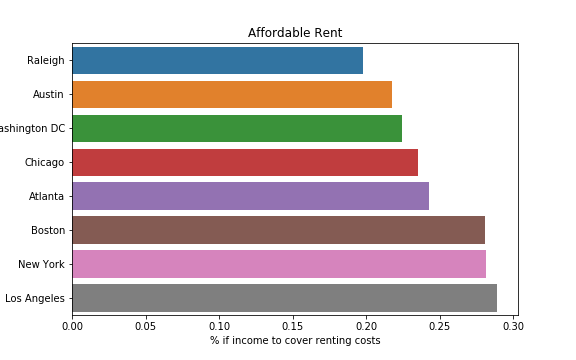 Affordable Rent
Raleigh
Austin
ashington DC
Chicago
Atlanta
Boston
New York
Los Angeles
0.00 0.05 0.10 0.15 0.20 0.25 0.30
% if income to cover renting costs